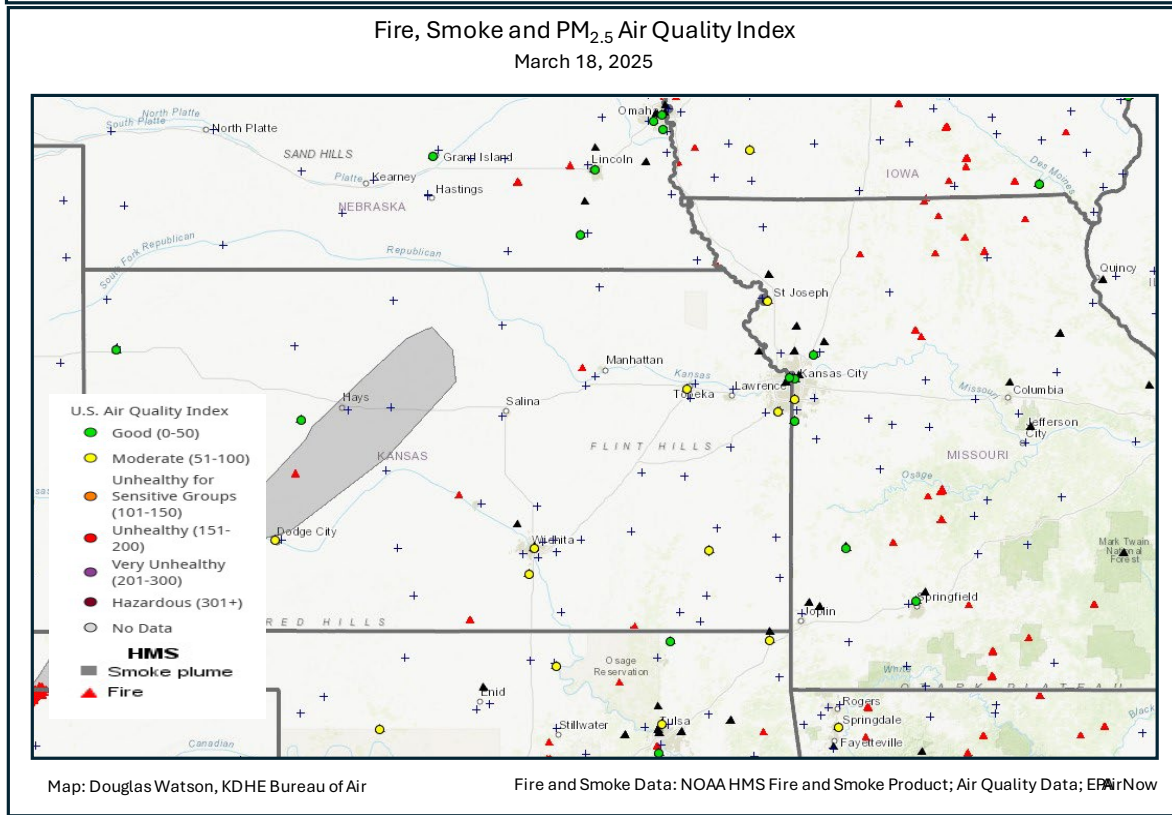 Fire, Smoke and PM2.5 Air Quality Index
March 18, 2025
North Platte
South Platte
North Platte
SAND HILLS
Grand Island
Platte
Kearney
Hastings
NEBRASKA
Omaha
Lincoln
IOWA
Des Moines
South Fork Republican
Republican
Quincy
St Joseph
Manhattan
Kansas
Topeka
Lawrence
Kansas City
Missouri
Columbia
Jefferson
City
Hays
Salina
FLINT HILLS
KANSAS
MISSOURI
Osage
U.S. Air Quality Index
Good (0-50)
Moderate (51-100)
Unhealthy for
Sensitive Groups
(101-150)
Unhealthy (151-
200)
Very Unhealthy
(201-300)
Hazardous (301+)
No Data
HMS
Smoke plume
Fire
Dodge City
Wichita
Mark Twain
National
Forest
Springfield
Joplin
RED HILLS
Osage
Reservation
White
OZARK PLATEAU
Enid
Stillwater
Tulsa
Rogers
Springdale
Fayetteville
Black
Canadian
Map: Douglas Watson, KDHE Bureau of Air
Fire and Smoke Data: NOAA HMS Fire and Smoke Product; Air Quality Data; EPA AirNow